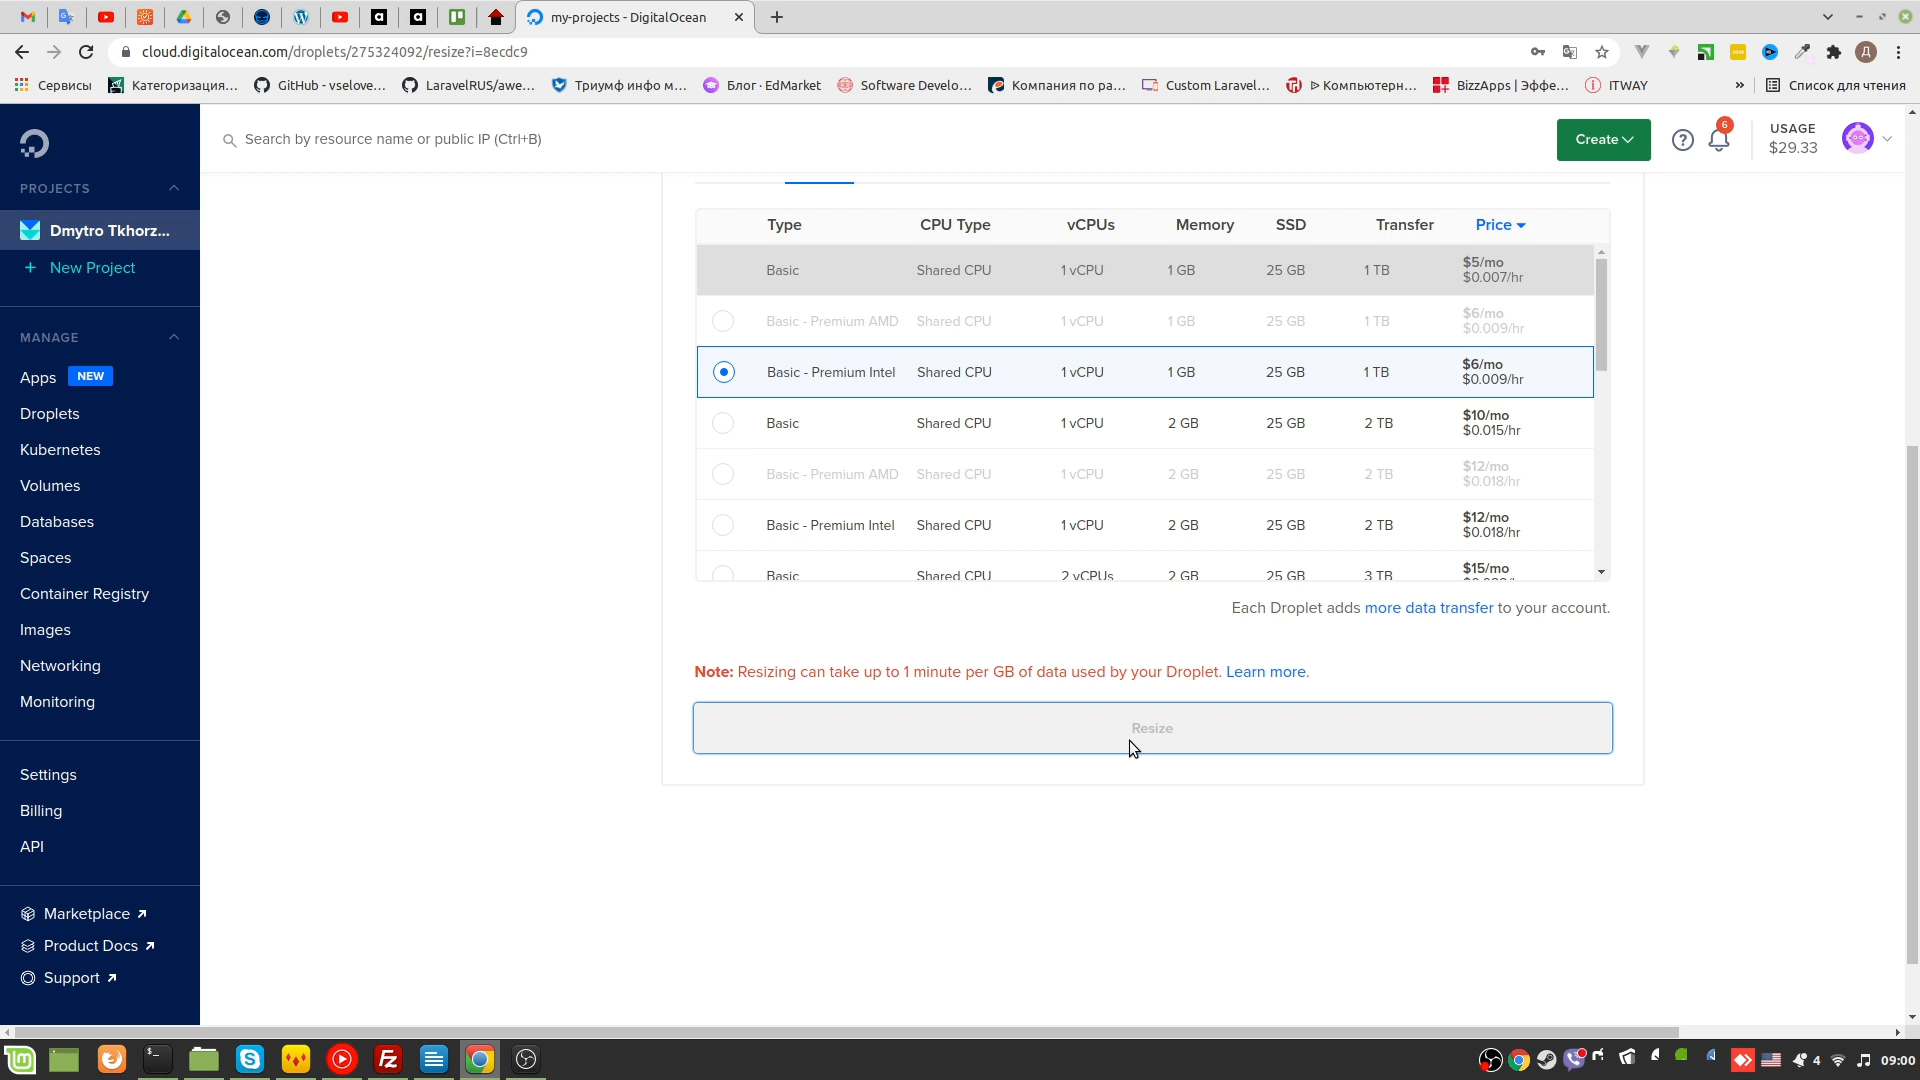 my-projects - DigitalOcean
cloud.digitalocean.com/droplets/275324092/resize?i=8ecdc9
Сервисы
Категоризация...
GitHub - vselove...
LaravelRUS/awe...
Триумф инфо м...
Блог · EdMarket
Software Develo...
Компания по ра...
Custom Laravel...
⊳ Компьютерн...
BizzApps | Эффе...
ITWAY
»
Список для чтения
Search by resource name or public IP (Ctrl+B)
Create
6
USAGE
$29.33
PROJECTS
Dmytro Tkhorz...
+ New Project
MANAGE
Apps NEW
Droplets
Kubernetes
Volumes
Databases
Spaces
Container Registry
Images
Networking
Monitoring
Settings
Billing
API
Marketplace
Product Docs
Support
Type CPU Type vCPUs Memory SSD Transfer Price
Basic Shared CPU 1 vCPU 1 GB 25 GB 1 TB $5/mo
$0.007/hr
Basic - Premium AMD Shared CPU 1 vCPU 1 GB 25 GB 1 TB $6/mo
$0.009/hr
Basic - Premium Intel Shared CPU 1 vCPU 1 GB 25 GB 1 TB $6/mo
$0.009/hr
Basic Shared CPU 1 vCPU 2 GB 25 GB 2 TB $10/mo
$0.015/hr
Basic - Premium AMD Shared CPU 1 vCPU 2 GB 25 GB 2 TB $12/mo
$0.018/hr
Basic - Premium Intel Shared CPU 1 vCPU 2 GB 25 GB 2 TB $12/mo
$0.018/hr
Basic Shared CPU 2 vCPUs 2 GB 25 GB 3 TB $15/mo
Each Droplet adds more data transfer to your account.
Note: Resizing can take up to 1 minute per GB of data used by your Droplet. Learn more.
Resize
4
09:00